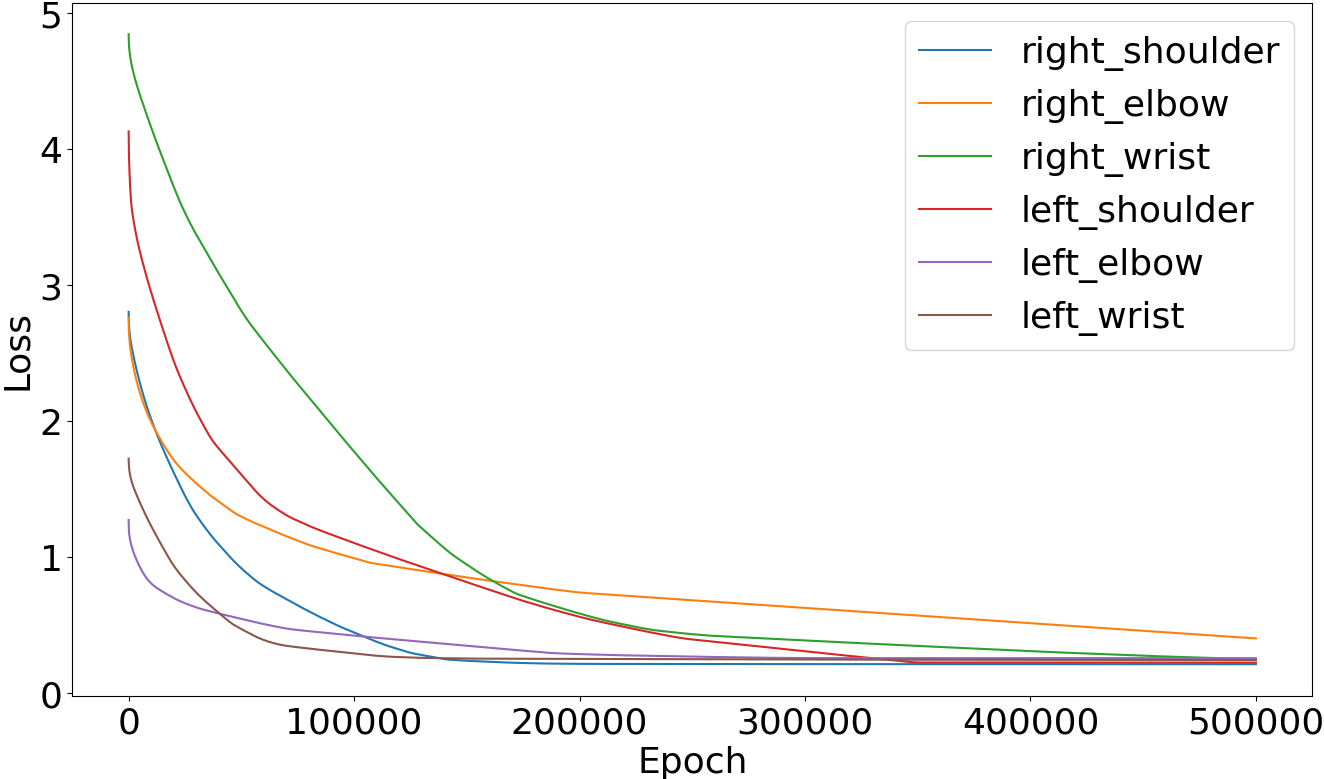 5
4
3
2
1
0
Loss
0
100000
200000
300000
400000
500000
Epoch
right_shoulder
right_elbow
right_wrist
left_shoulder
left_elbow
left_wrist